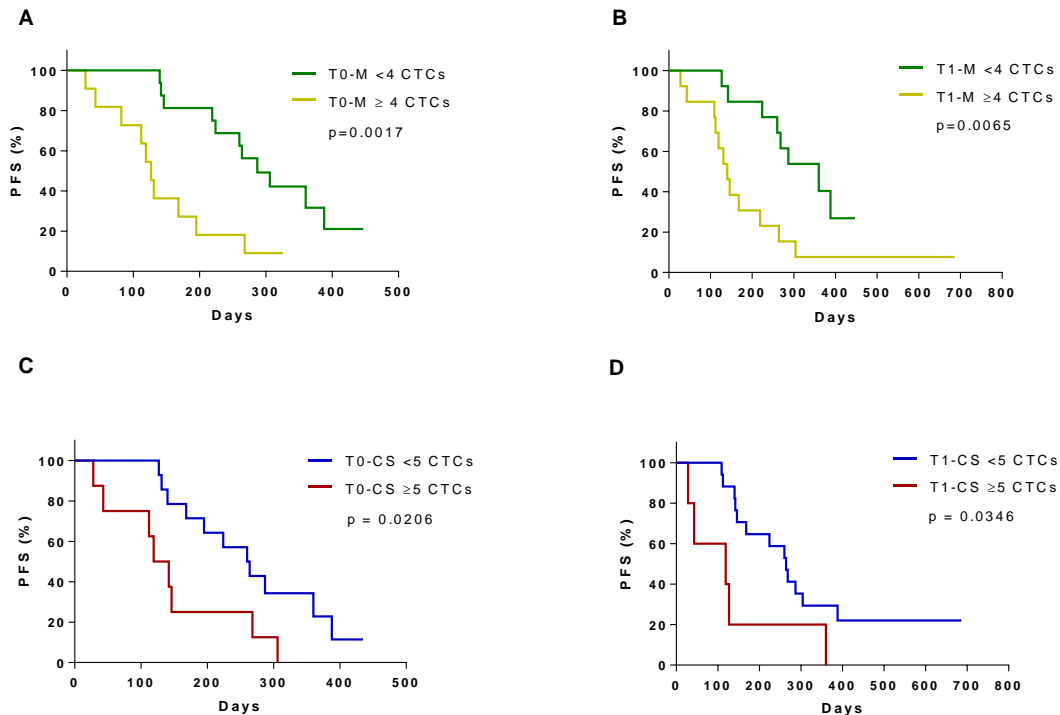 A
B
T0-M <4 CTCs
T0-M ≥ 4 CTCs
p=0.0017
PFS (%)
100
80
60
40
20
0
0 100 200 300 400 500
Days
T1-M <4 CTCs
T1-M ≥4 CTCs
p=0.0065
PFS (%)
100
80
60
40
20
0
0 100 200 300 400 500 600 700 800
Days
C
D
T0-CS <5 CTCs
T0-CS ≥5 CTCs
p = 0.0206
PFS (%)
100
80
60
40
20
0
0 100 200 300 400 500
Days
T1-CS <5 CTCs
T1-CS ≥5 CTCs
p = 0.0346
PFS (%)
100
80
60
40
20
0
0 100 200 300 400 500 600 700 800
Days